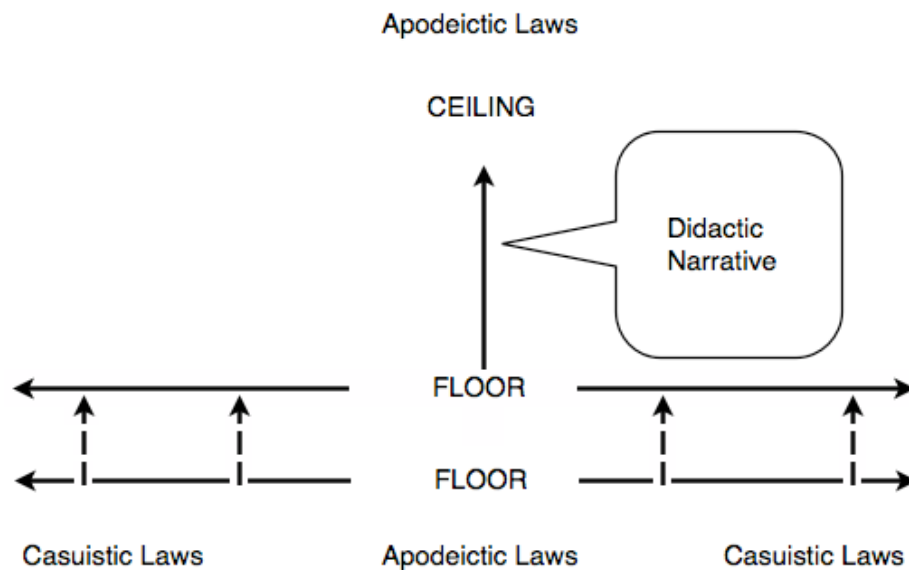 Apodeictic Laws
CEILING
Didactic
Narrative
FLOOR
FLOOR
Casuistic Laws
Apodeictic Laws
Casuistic Laws